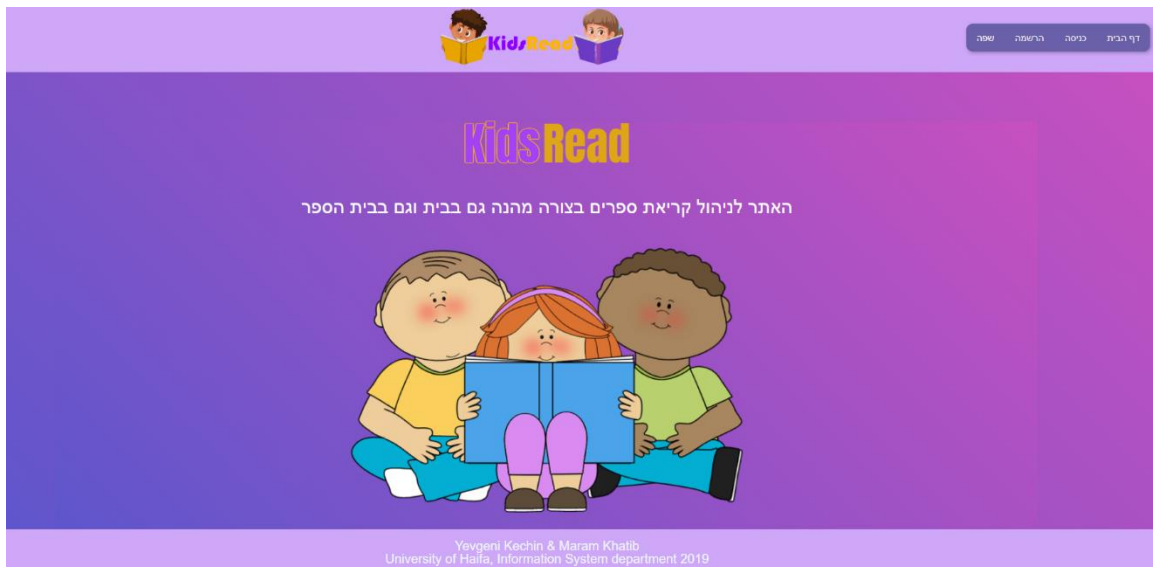 KidsRead
דף הבית כניסה הרשמה שפה
KidsRead
האתר לניהול קריאת ספרים בצורה מהנה גם בבית וגם בבית הספר
Yevgeni Kechin & Maram Khatib
University of Haifa, Information System department 2019